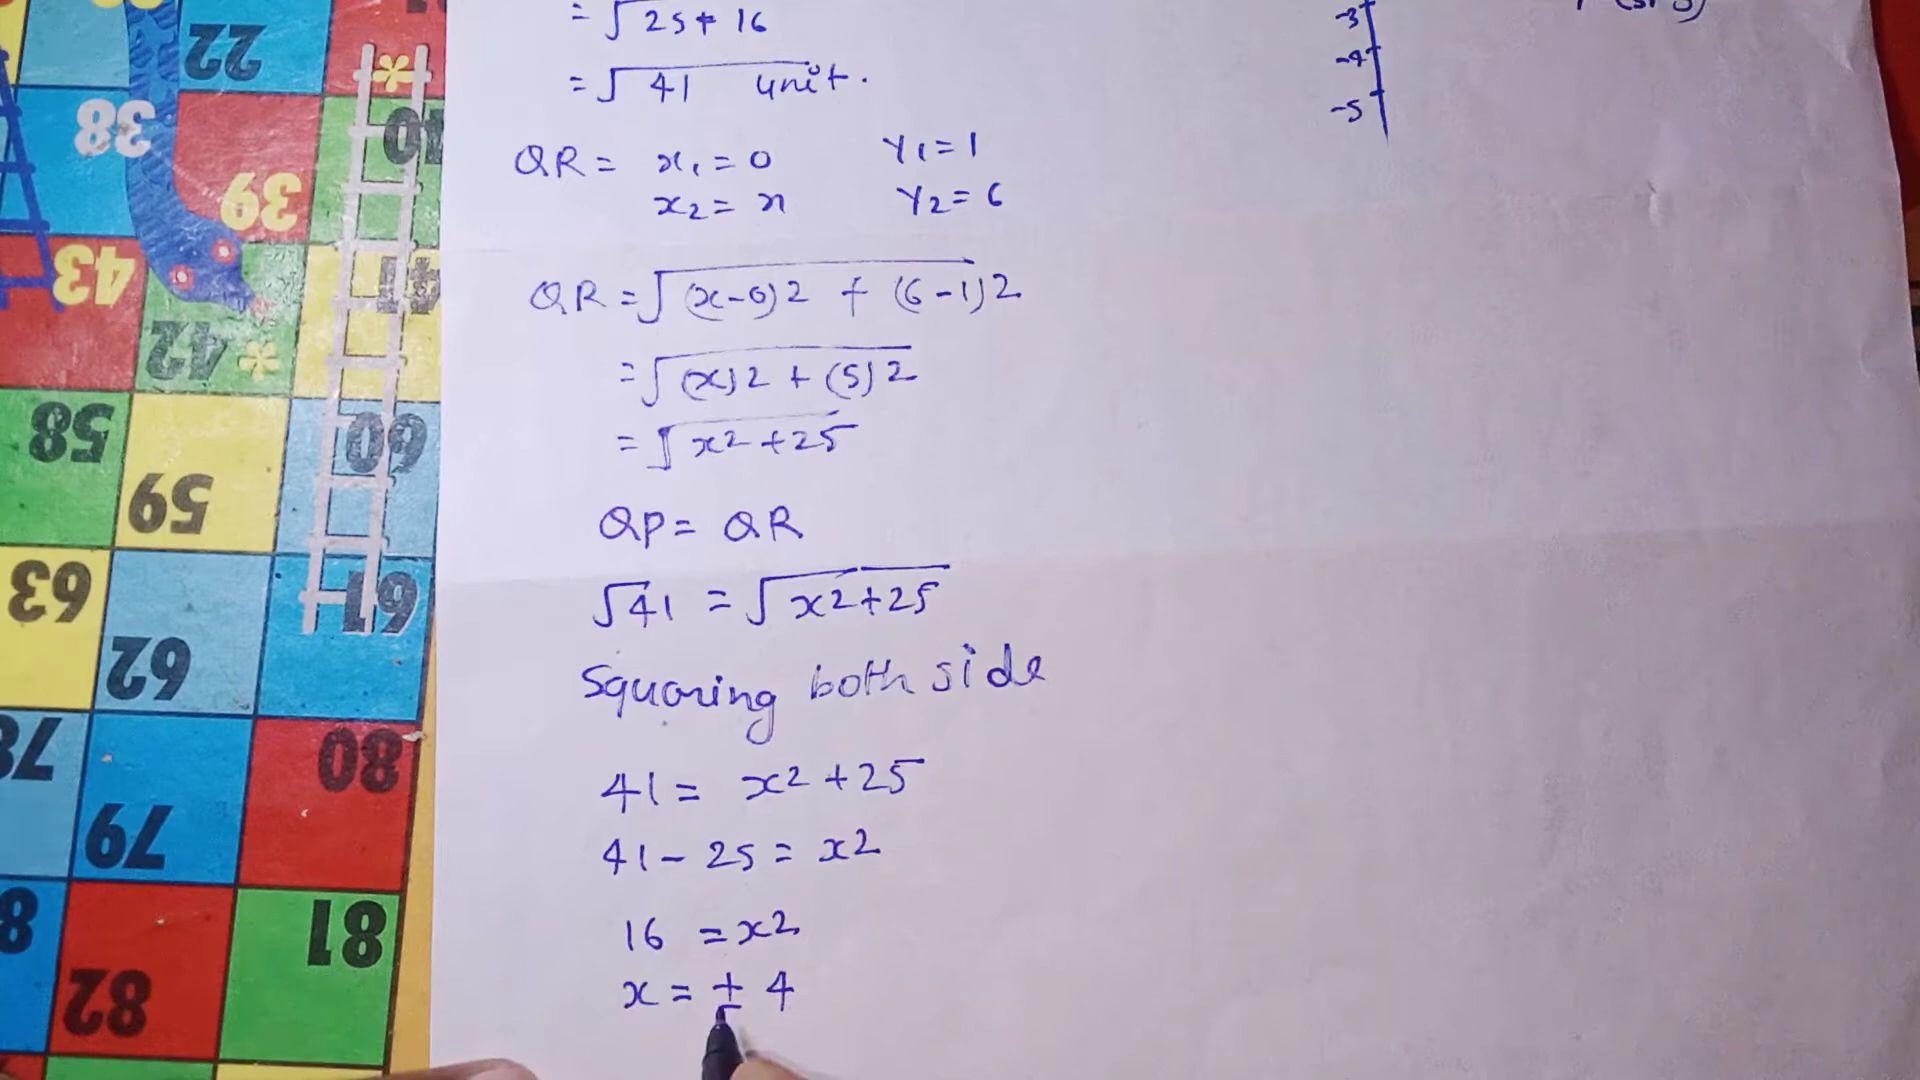 = √25 + 16
= √41 unit.
QR = x1 = 0 Y1 = 1
x2 = x Y2 = 6
QR = √(x-0)2 + (6-1)2
= √(x)2 + (5)2
= √x2 + 25
QP = QR
√41 = √x2+25
Squaring both side
41 = x2 + 25
41 - 25 = x2
16 = x2
x = ± 4
-3
-4
-5
22
38
40
39
43
41
42
58
60
59
63
61
62
80
79
81
82